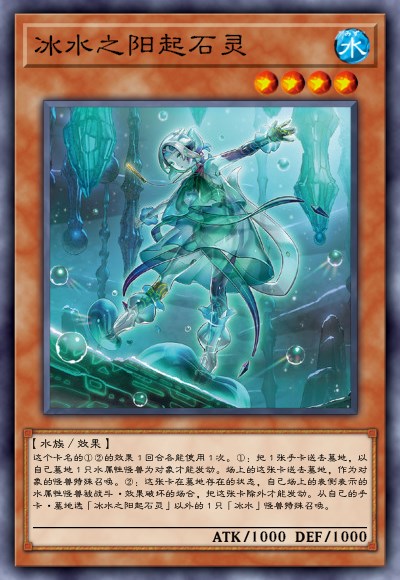 冰水之阳起石灵
水
【水族／效果】
这个卡名的①②的效果1回合各能使用1次。①：把1张手卡送去墓地，以
自己墓地1只水属性怪兽为对象才能发动。场上的这张卡送去墓地，作为对
象的怪兽特殊召唤。②：这张卡在墓地存在的状态，自己场上的表侧表示的
水属性怪兽被战斗·效果破坏的场合，把这张卡除外才能发动。从自己的手
卡·墓地选「冰水之阳起石灵」以外的1只「冰水」怪兽特殊召唤。
ATK/1000 DEF/1000